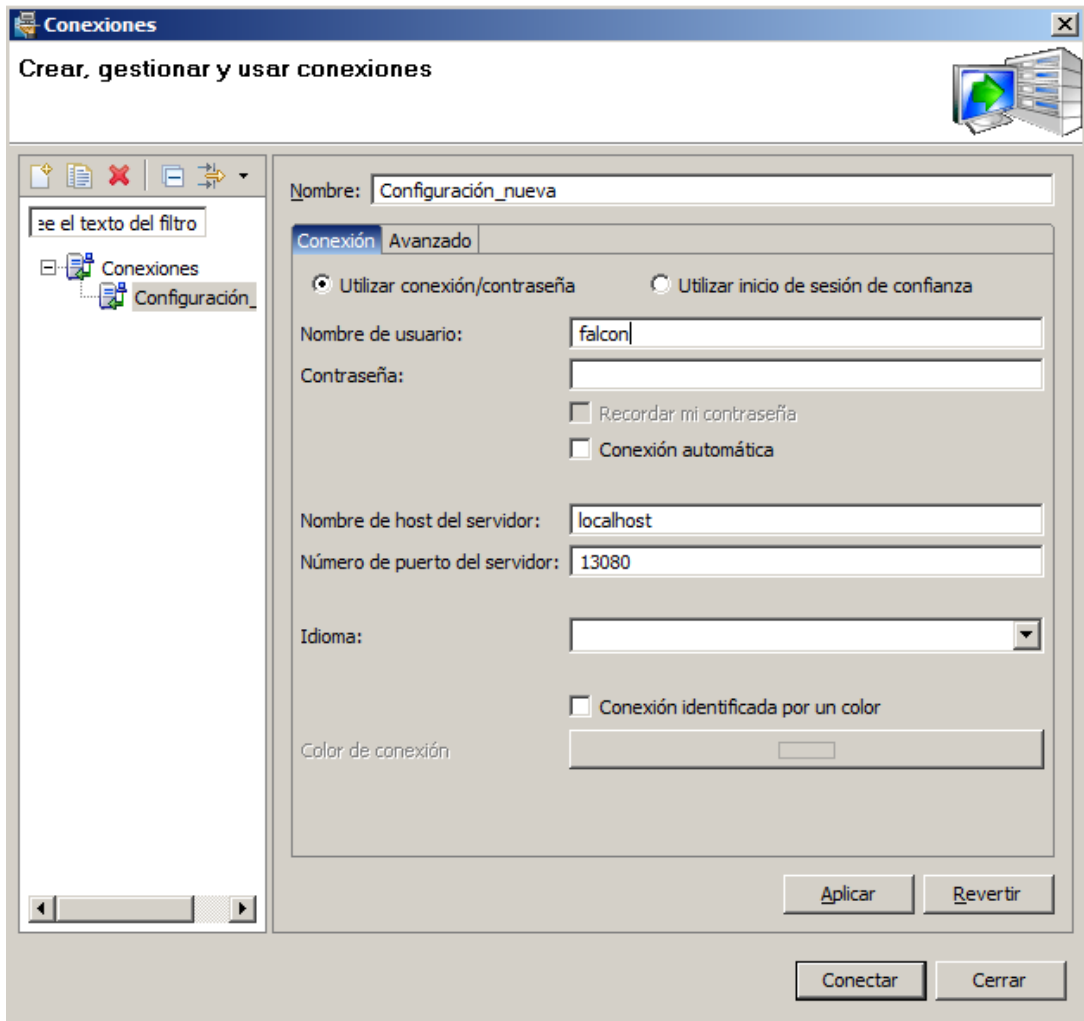 Conexiones
Crear, gestionar y usar conexiones
ee el texto del filtro
Conexiones
Configuración_
Nombre: Configuración_nueva
Conexión Avanzado
Utilizar conexión/contraseña Utilizar inicio de sesión de confianza
Nombre de usuario: falcon
Contraseña:
Recordar mi contraseña
Conexión automática
Nombre de host del servidor: localhost
Número de puerto del servidor: 13080
Idioma:
Conexión identificada por un color
Color de conexión
Aplicar Revertir
Conectar Cerrar